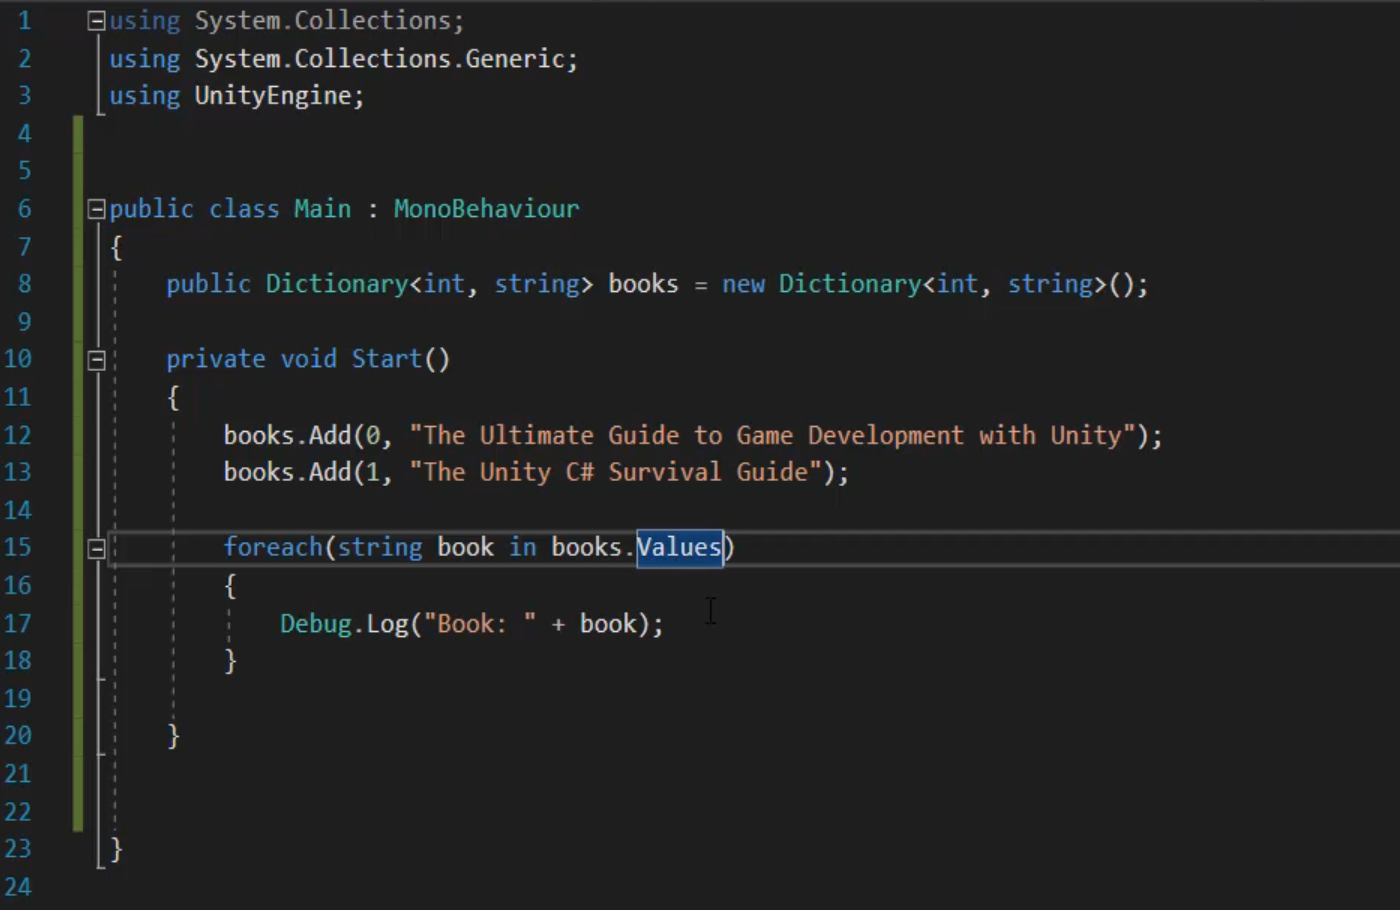 1 using System.Collections;
2 using System.Collections.Generic;
3 using UnityEngine;
4
5
6 public class Main : MonoBehaviour
7 {
8 public Dictionary<int, string> books = new Dictionary<int, string>();
9
10 private void Start()
11 {
12 books.Add(0, "The Ultimate Guide to Game Development with Unity");
13 books.Add(1, "The Unity C# Survival Guide");
14
15 foreach(string book in books.Values)
16 {
17 Debug.Log("Book: " + book);
18 }
19
20 }
21
22
23 }
24